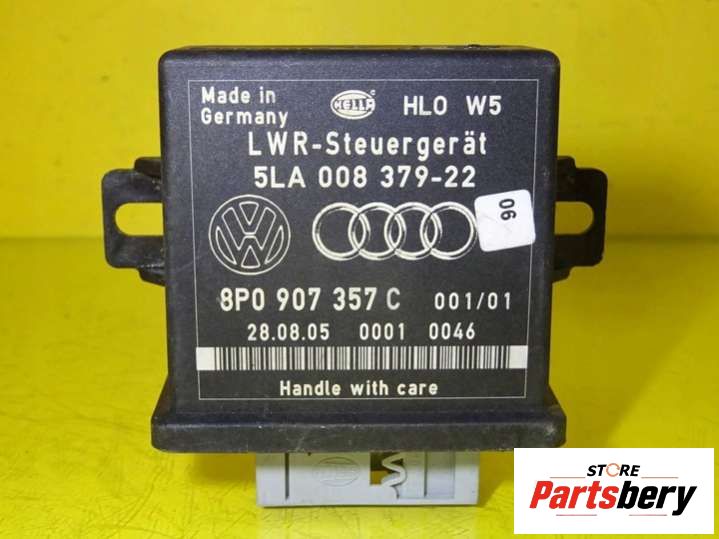 Made in
Germany
HELLA
HLO W5
LWR-Steuergerät
5LA 008 379-22
90
8P0 907 357 C 001/01
28.08.05 0001 0046
Handle with care
HELLA
STORE
Partsbery